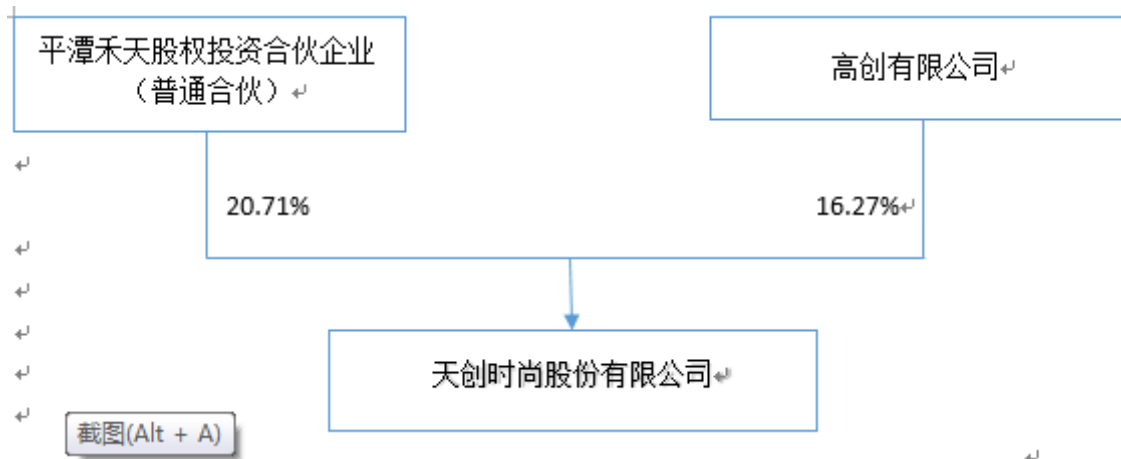 平潭禾天股权投资合伙企业
（普通合伙）
高创有限公司
20.71%
16.27%
天创时尚股份有限公司
截图(Alt + A)